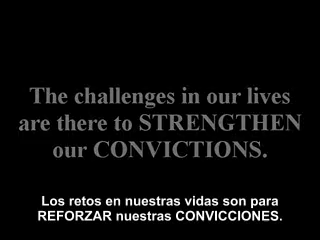 The challenges in our lives
are there to STRENGTHEN
our CONVICTIONS.
Los retos en nuestras vidas son para
REFORZAR nuestras CONVICCIONES.